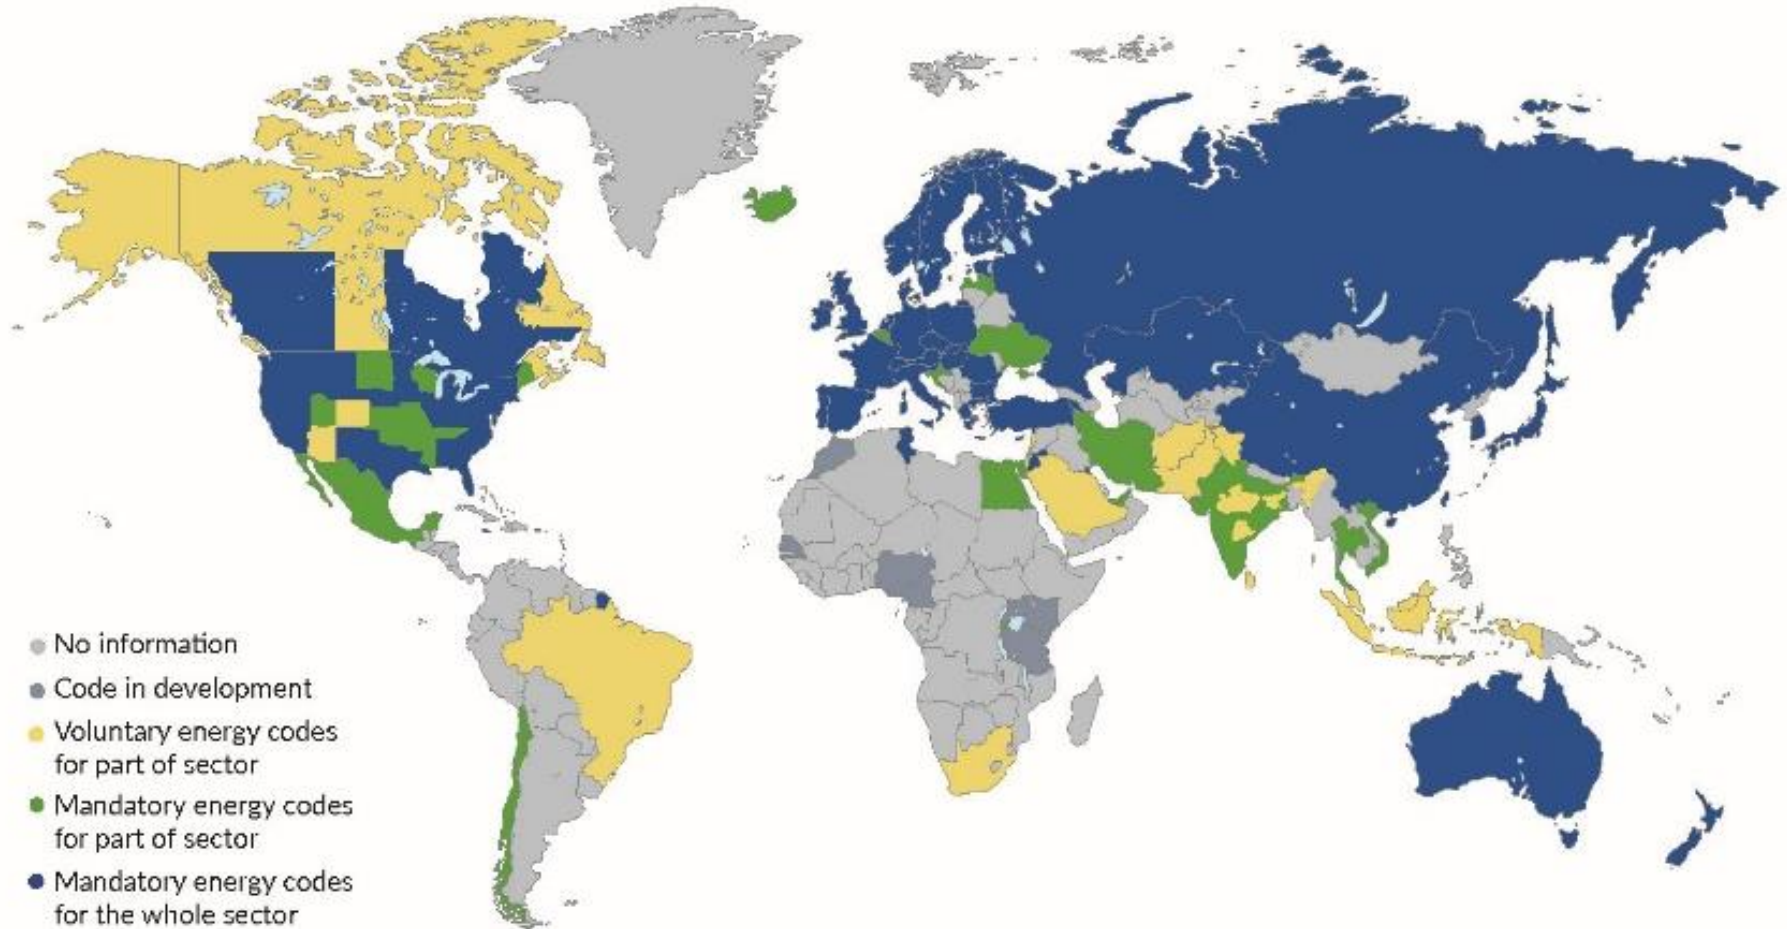 No information
Code in development
Voluntary energy codes
for part of sector
Mandatory energy codes
for part of sector
Mandatory energy codes
for the whole sector